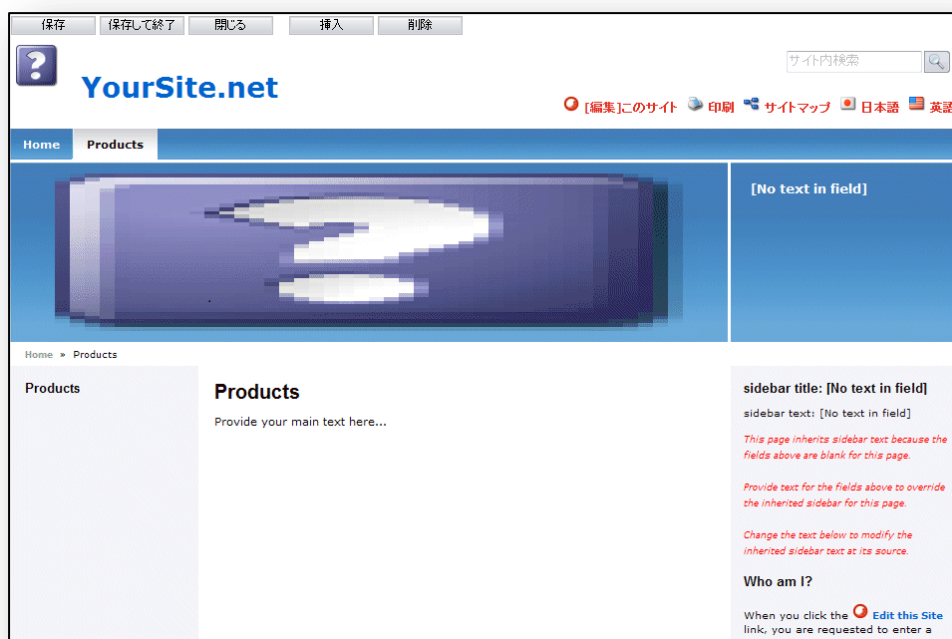 保存 保存して終了 閉じる 挿入 削除
サイト内検索
YourSite.net
[編集]このサイト 印刷 サイトマップ 日本語 英語
Home Products
[No text in field]
Home » Products
Products
Products
Provide your main text here...
sidebar title: [No text in field]
sidebar text: [No text in field]
This page inherits sidebar text because the
fields above are blank for this page.
Provide text for the fields above to override
the inherited sidebar for this page.
Change the text below to modify the
inherited sidebar text at its source.
Who am I?
When you click the Edit this Site
link, you are requested to enter a